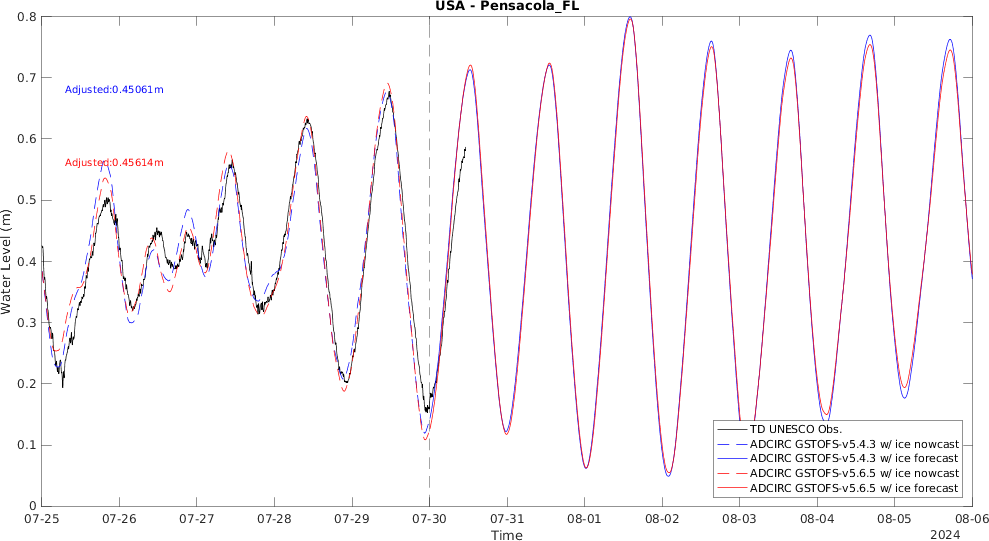 USA - Pensacola_FL
0.8
0.7
0.6
0.5
0.4
0.3
0.2
0.1
0
Water Level (m)
Adjusted:0.45061m
Adjusted:0.45614m
TD UNESCO Obs.
ADCIRC GSTOFS-v5.4.3 w/ ice nowcast
ADCIRC GSTOFS-v5.4.3 w/ ice forecast
ADCIRC GSTOFS-v5.6.5 w/ ice nowcast
ADCIRC GSTOFS-v5.6.5 w/ ice forecast
07-25 07-26 07-27 07-28 07-29 07-30 07-31 08-01 08-02 08-03 08-04 08-05 08-06
Time
2024